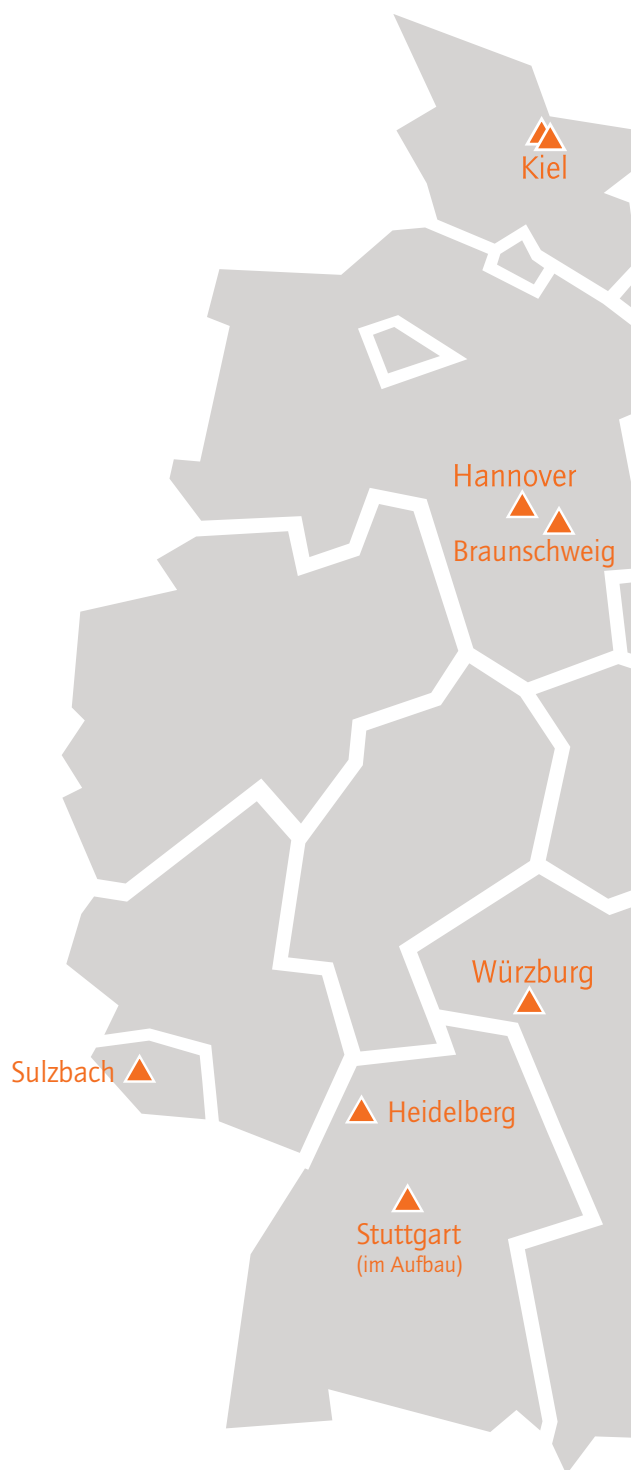 Kiel
Hannover
Braunschweig
Würzburg
Sulzbach
Heidelberg
Stuttgart
(im Aufbau)